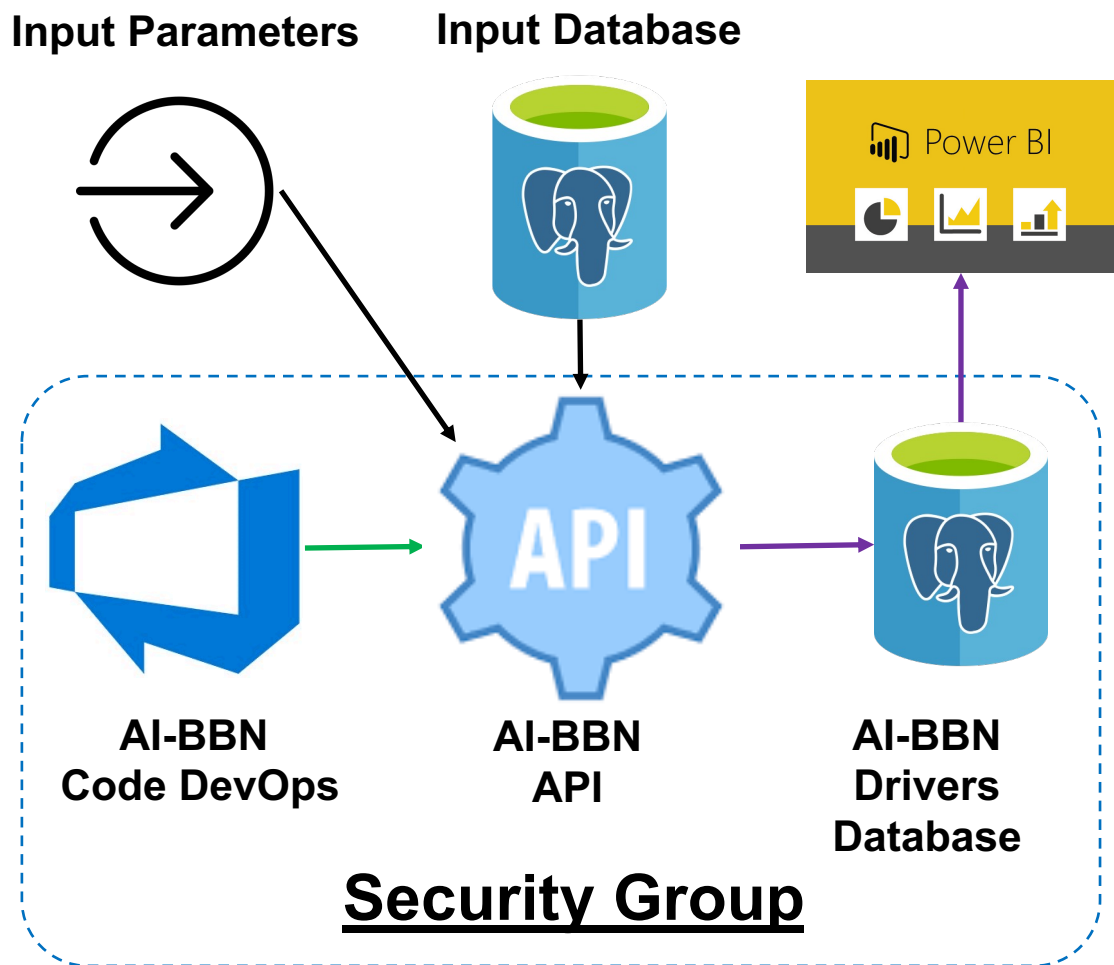 Input Parameters
Input Database
Power BI
API
AI-BBN
Code DevOps
AI-BBN
API
AI-BBN
Drivers
Database
Security Group